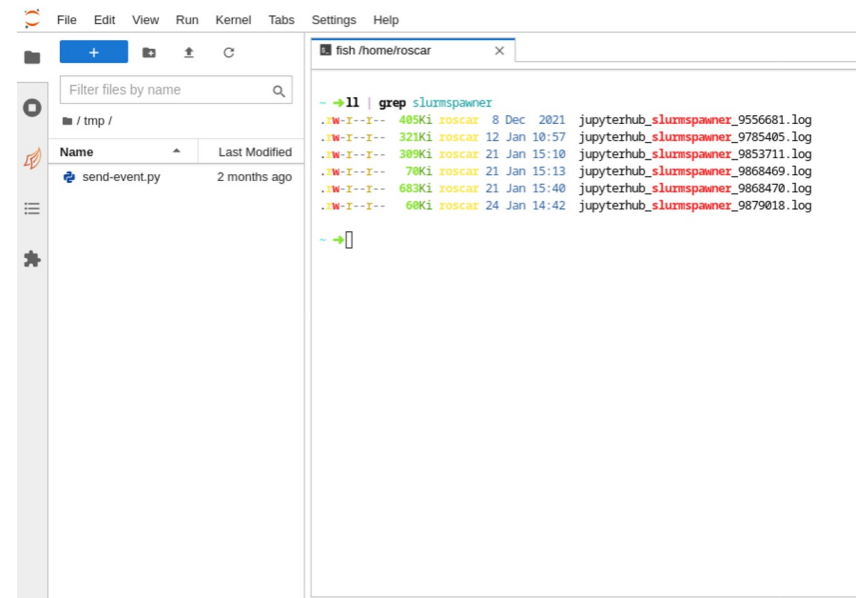 File Edit View Run Kernel Tabs Settings Help
+
Filter files by name
/ tmp /
Name Last Modified
send-event.py 2 months ago
fish /home/roscar
~ ➜ll | grep slurmspawner
.rw-r--r-- 405Ki roscar 8 Dec 2021 jupyterhub_slurmspawner_9556681.log
.rw-r--r-- 321Ki roscar 12 Jan 10:57 jupyterhub_slurmspawner_9785405.log
.rw-r--r-- 309Ki roscar 21 Jan 15:10 jupyterhub_slurmspawner_9853711.log
.rw-r--r-- 70Ki roscar 21 Jan 15:13 jupyterhub_slurmspawner_9868469.log
.rw-r--r-- 683Ki roscar 21 Jan 15:40 jupyterhub_slurmspawner_9868470.log
.rw-r--r-- 60Ki roscar 24 Jan 14:42 jupyterhub_slurmspawner_9879018.log
~ ➜